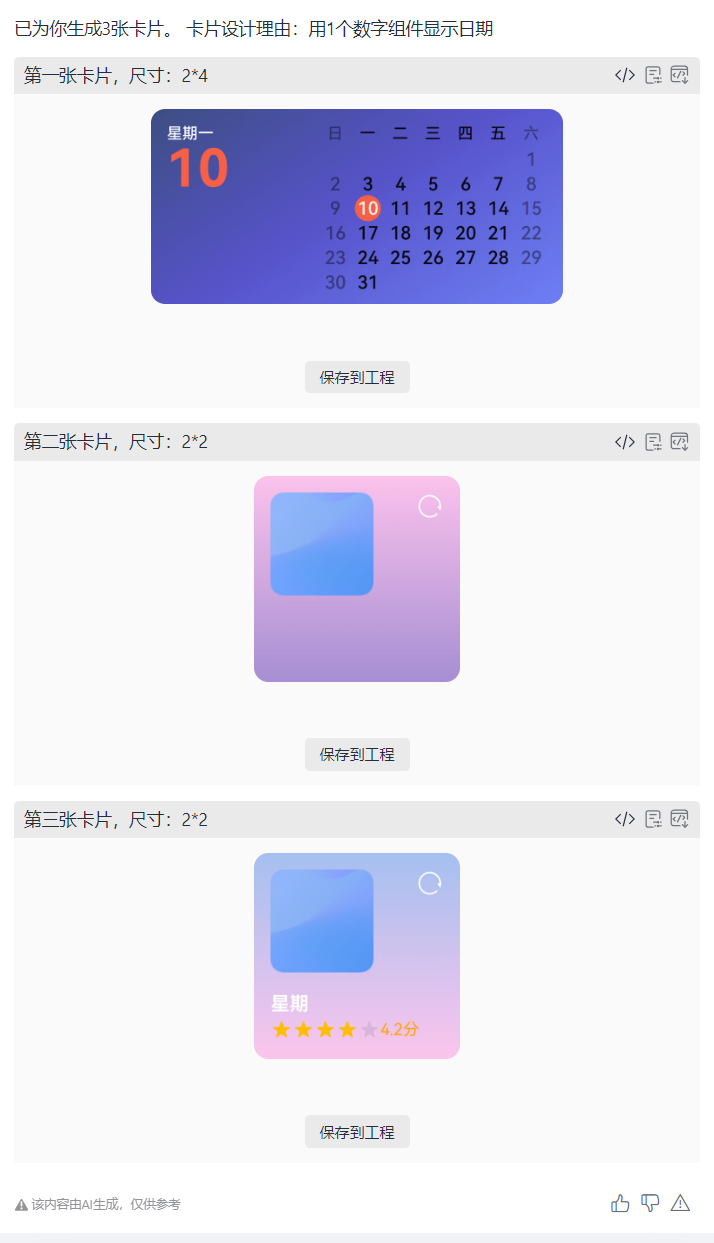 已为你生成3张卡片。 卡片设计理由：用1个数字组件显示日期
第一张卡片，尺寸：2*4
星期一
10
日 一 二 三 四 五 六
1
2 3 4 5 6 7 8
9 10 11 12 13 14 15
16 17 18 19 20 21 22
23 24 25 26 27 28 29
30 31
保存到工程
第二张卡片，尺寸：2*2
保存到工程
第三张卡片，尺寸：2*2
星期
4.2分
保存到工程
该内容由AI生成，仅供参考